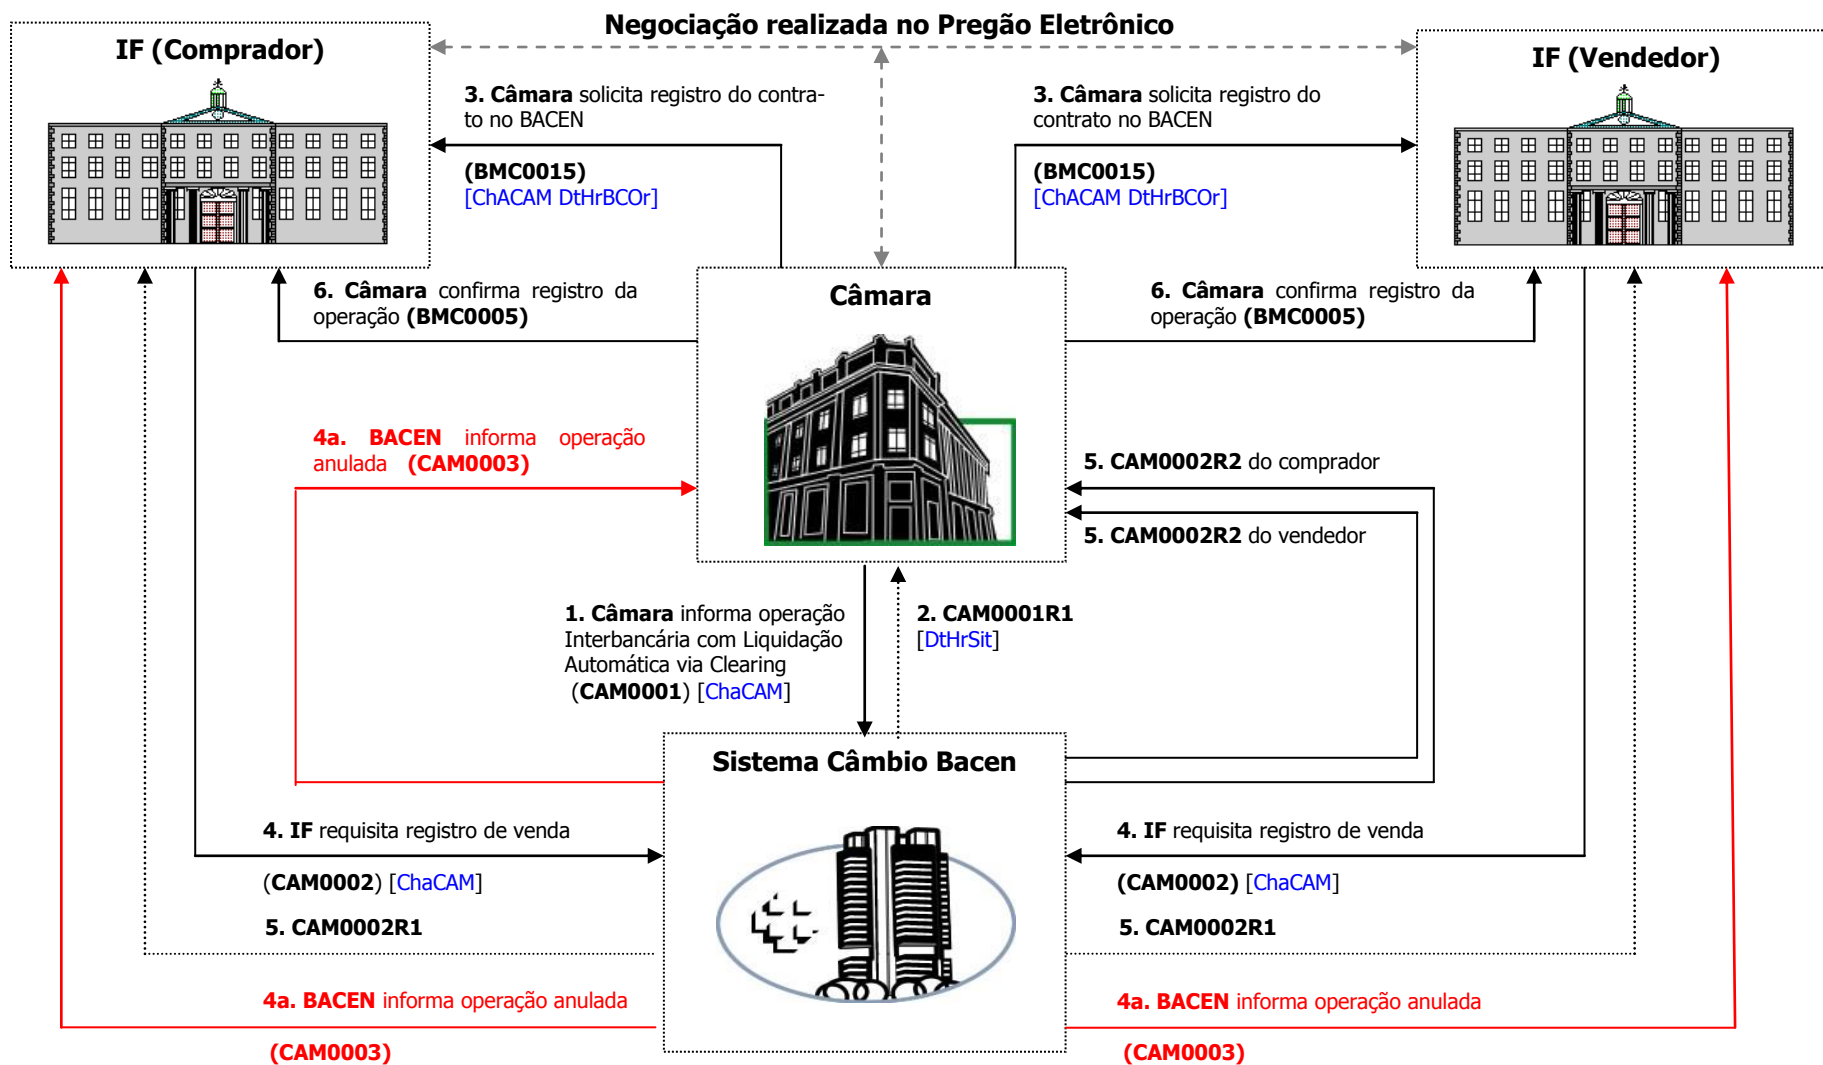 Negociação realizada no Pregão Eletrônico
IF (Comprador)
IF (Vendedor)
3. Câmara solicita registro do contra-
to no BACEN
(BMC0015)
[ChACAM DtHrBCOr]
3. Câmara solicita registro do
contrato no BACEN
(BMC0015)
[ChACAM DtHrBCOr]
6. Câmara confirma registro da
operação (BMC0005)
Câmara
6. Câmara confirma registro da
operação (BMC0005)
4a. BACEN informa operação
anulada (CAM0003)
5. CAM0002R2 do comprador
5. CAM0002R2 do vendedor
1. Câmara informa operação
Interbancária com Liquidação
Automática via Clearing
(CAM0001) [ChaCAM]
2. CAM0001R1
[DtHrSit]
Sistema Câmbio Bacen
4. IF requisita registro de venda
(CAM0002) [ChaCAM]
5. CAM0002R1
4. IF requisita registro de venda
(CAM0002) [ChaCAM]
5. CAM0002R1
4a. BACEN informa operação anulada
(CAM0003)
4a. BACEN informa operação anulada
(CAM0003)